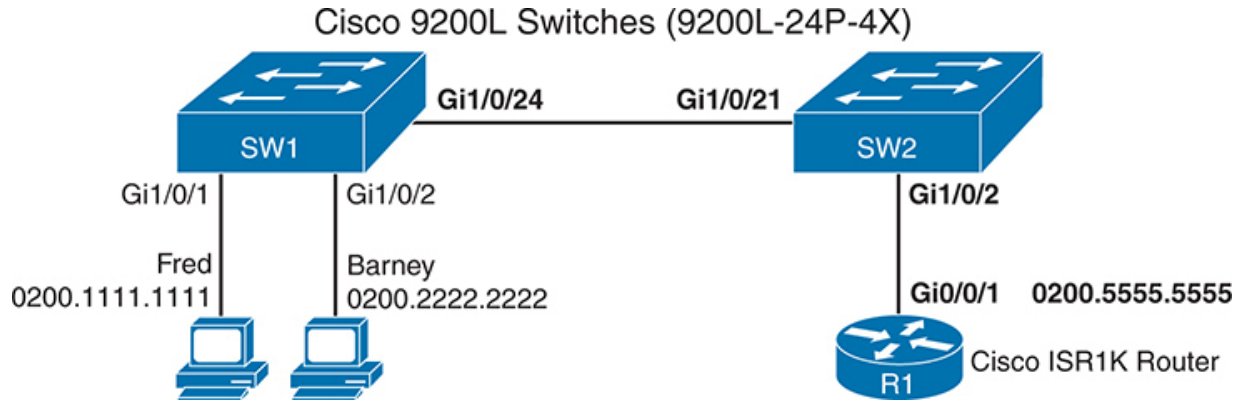 Cisco 9200L Switches (9200L-24P-4X)
Gi1/0/24
Gi1/0/21
SW1
SW2
Gi1/0/1
Gi1/0/2
Gi1/0/2
Fred
0200.1111.1111
Barney
0200.2222.2222
Gi0/0/1 0200.5555.5555
Cisco ISR1K Router
R1